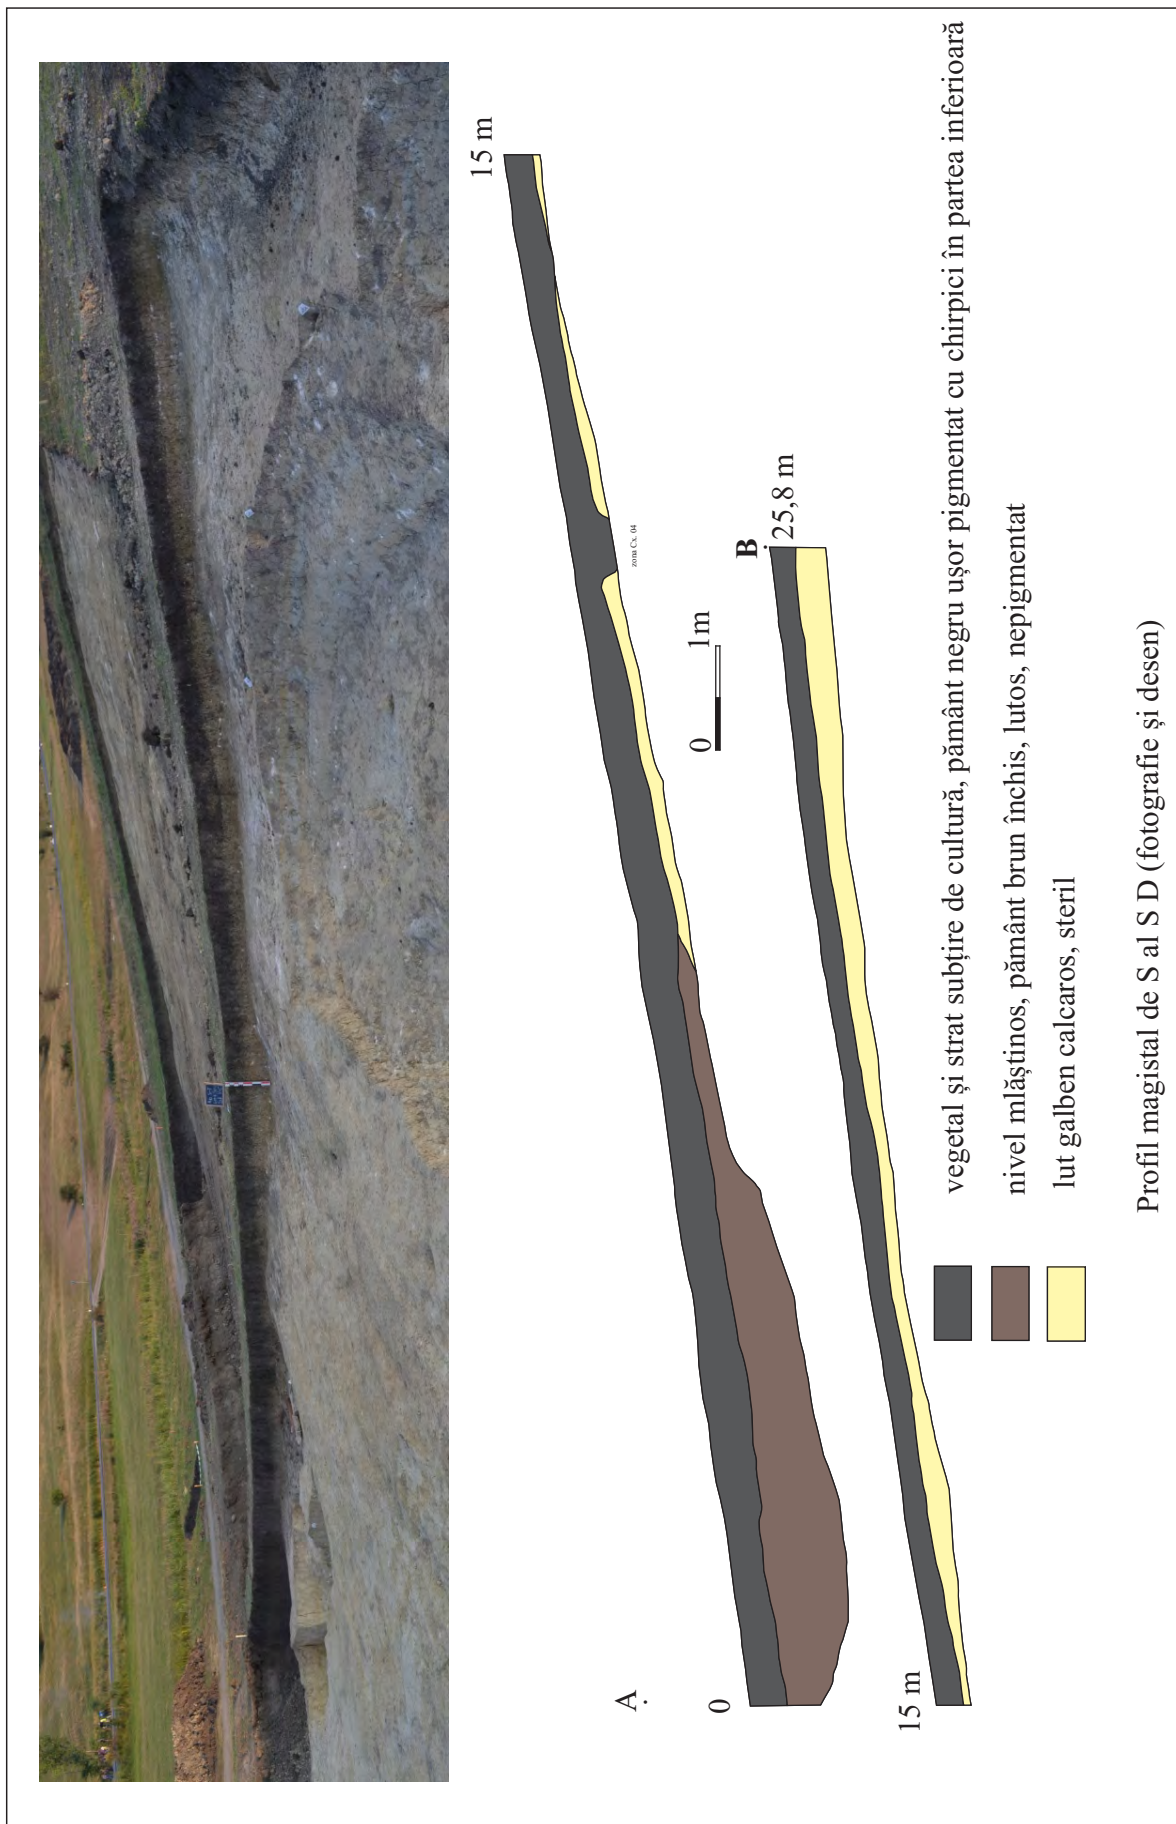 15 m
zona Cx. 04
A
0
0 1m
B
25,8 m
15 m
vegetal și strat subțire de cultură, pământ negru ușor pigmentat cu chirpici în partea inferioară
nivel mlăștinos, pământ brun închis, lutos, nepigmentat
lut galben calcaros, steril
Profil magistal de S al S D (fotografie și desen)